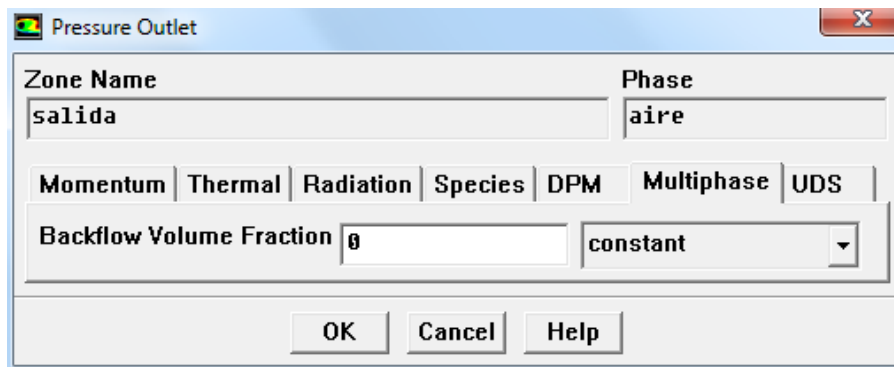 Pressure Outlet
X
Zone Name
Phase
salida
aire
Momentum Thermal Radiation Species DPM Multiphase UDS
Backflow Volume Fraction 0 constant
OK Cancel Help